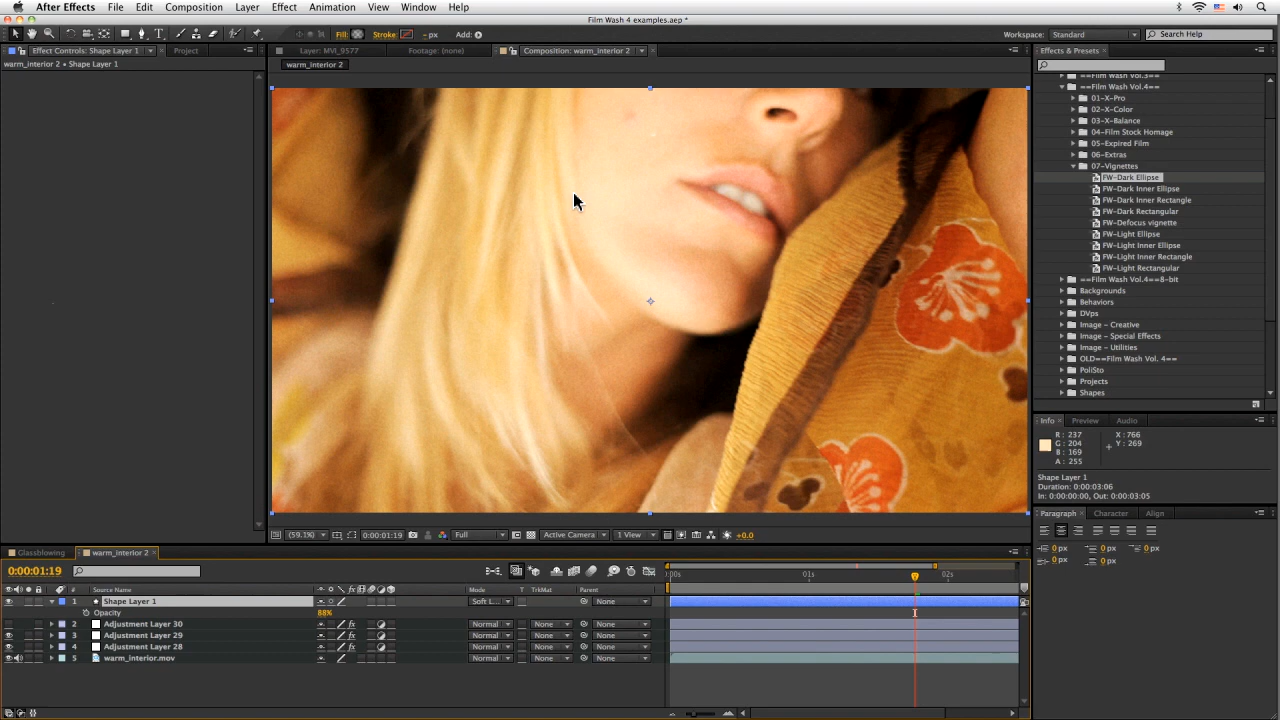 After Effects File Edit Composition Layer Effect Animation View Window Help
Film Wash 4 examples.aep *
Fill: Stroke: - px Add: Workspace: Standard Search Help
Effect Controls: Shape Layer 1 Project Layer: MVI_9577 Footage: (none) Composition: warm_interior 2 Effects & Presets
warm_interior 2 • Shape Layer 1 warm_interior 2
==Film Wash Vol.3==
==Film Wash Vol.4==
01-X-Pro
02-X-Color
03-X-Balance
04-Film Stock Homage
05-Expired Film
06-Extras
07-Vignettes
FW-Dark Ellipse
FW-Dark Inner Ellipse
FW-Dark Inner Rectangle
FW-Dark Rectangular
FW-Defocus vignette
FW-Light Ellipse
FW-Light Inner Ellipse
FW-Light Inner Rectangle
FW-Light Rectangular
==Film Wash Vol.4==8-bit
Backgrounds
Behaviors
DVps
Image - Creative
Image - Special Effects
Image - Utilities
OLD==Film Wash Vol. 4==
PoliSto
Projects
Shapes
Info Preview Audio
R: 237 X: 766
G: 204 Y: 269
B: 169
A: 255
Shape Layer 1
Duration: 0:00:03:06
In: 0:00:00:00, Out: 0:00:03:05
Paragraph Character Align
0 px 0 px 0 px
0 px 0 px
(59.1%) 0:00:01:19 Full Active Camera 1 View +0.0
Glassblowing warm_interior 2
0:00:01:19
:00s 01s 02s
# Source Name fx Mode T TrkMat Parent
1 Shape Layer 1 Soft L... None
Opacity 88%
2 Adjustment Layer 30 fx Normal None None
3 Adjustment Layer 29 fx Normal None None
4 Adjustment Layer 28 fx Normal None None
5 warm_interior.mov Normal None None